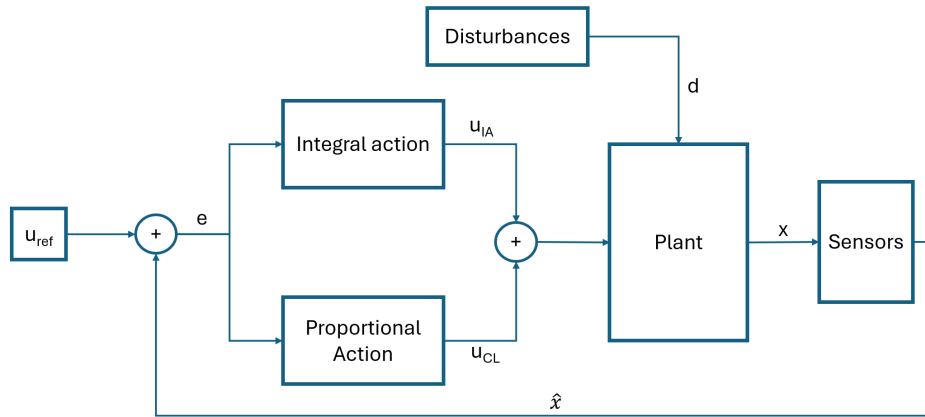 Disturbances
d
Integral action
u_IA
e
u_ref
+
+
Plant
x
Sensors
Proportional
Action
u_CL
x̂